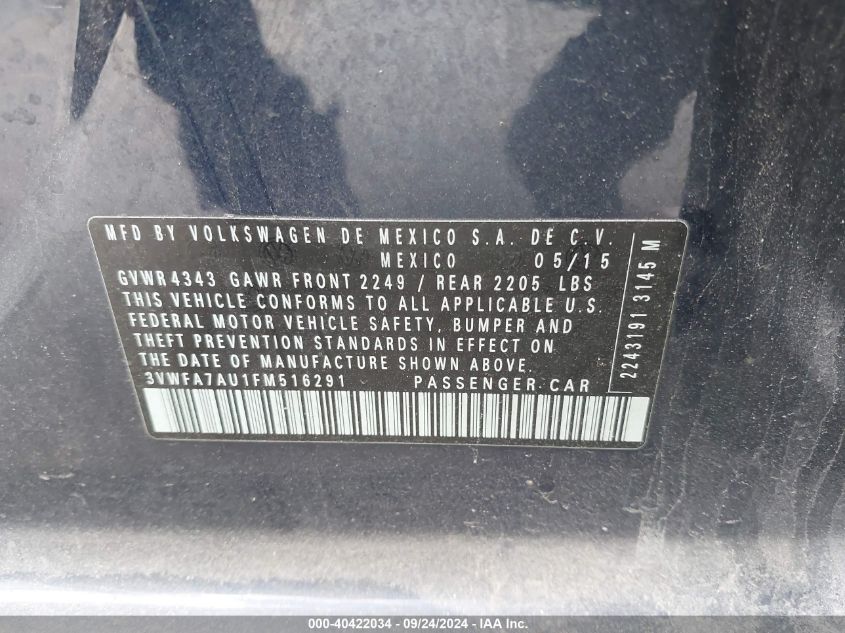 MFD BY VOLKSWAGEN DE MEXICO S.A. DE C.V.
MEXICO 05/15
GVWR 4343 GAWR FRONT 2249 / REAR 2205 LBS
THIS VEHICLE CONFORMS TO ALL APPLICABLE U.S.
FEDERAL MOTOR VEHICLE SAFETY, BUMPER AND
THEFT PREVENTION STANDARDS IN EFFECT ON
THE DATE OF MANUFACTURE SHOWN ABOVE.
3VWFA7AU1FM516291 PASSENGER CAR
2243191 3145 M
000-40422034 - 09/24/2024 - IAA Inc.